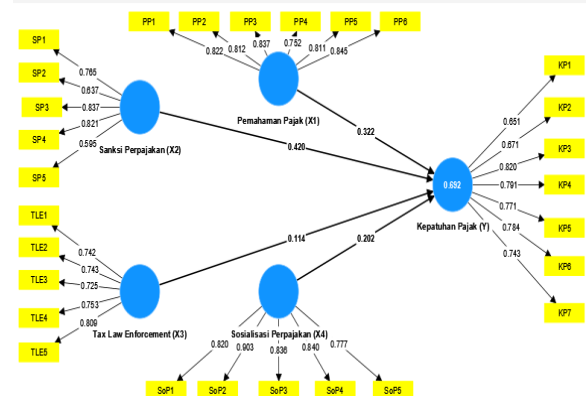 PP1
PP2
PP3
PP4
PP5
PP6
0.822
0.812
0.837
0.752
0.811
0.845
Pemahaman Pajak (X1)
SP1
SP2
SP3
SP4
SP5
0.765
0.637
0.837
0.821
0.595
Sanksi Perpajakan (X2)
0.322
0.420
KP1
KP2
KP3
KP4
KP5
KP6
KP7
0.651
0.671
0.820
0.791
0.771
0.784
0.743
0.692
Kepatuhan Pajak (Y)
TLE1
TLE2
TLE3
TLE4
TLE5
0.742
0.743
0.725
0.753
0.809
Tax Law Enforcement (X3)
0.114
0.202
Sosialisasi Perpajakan (X4)
0.820
0.903
0.836
0.840
0.777
SoP1
SoP2
SoP3
SoP4
SoP5